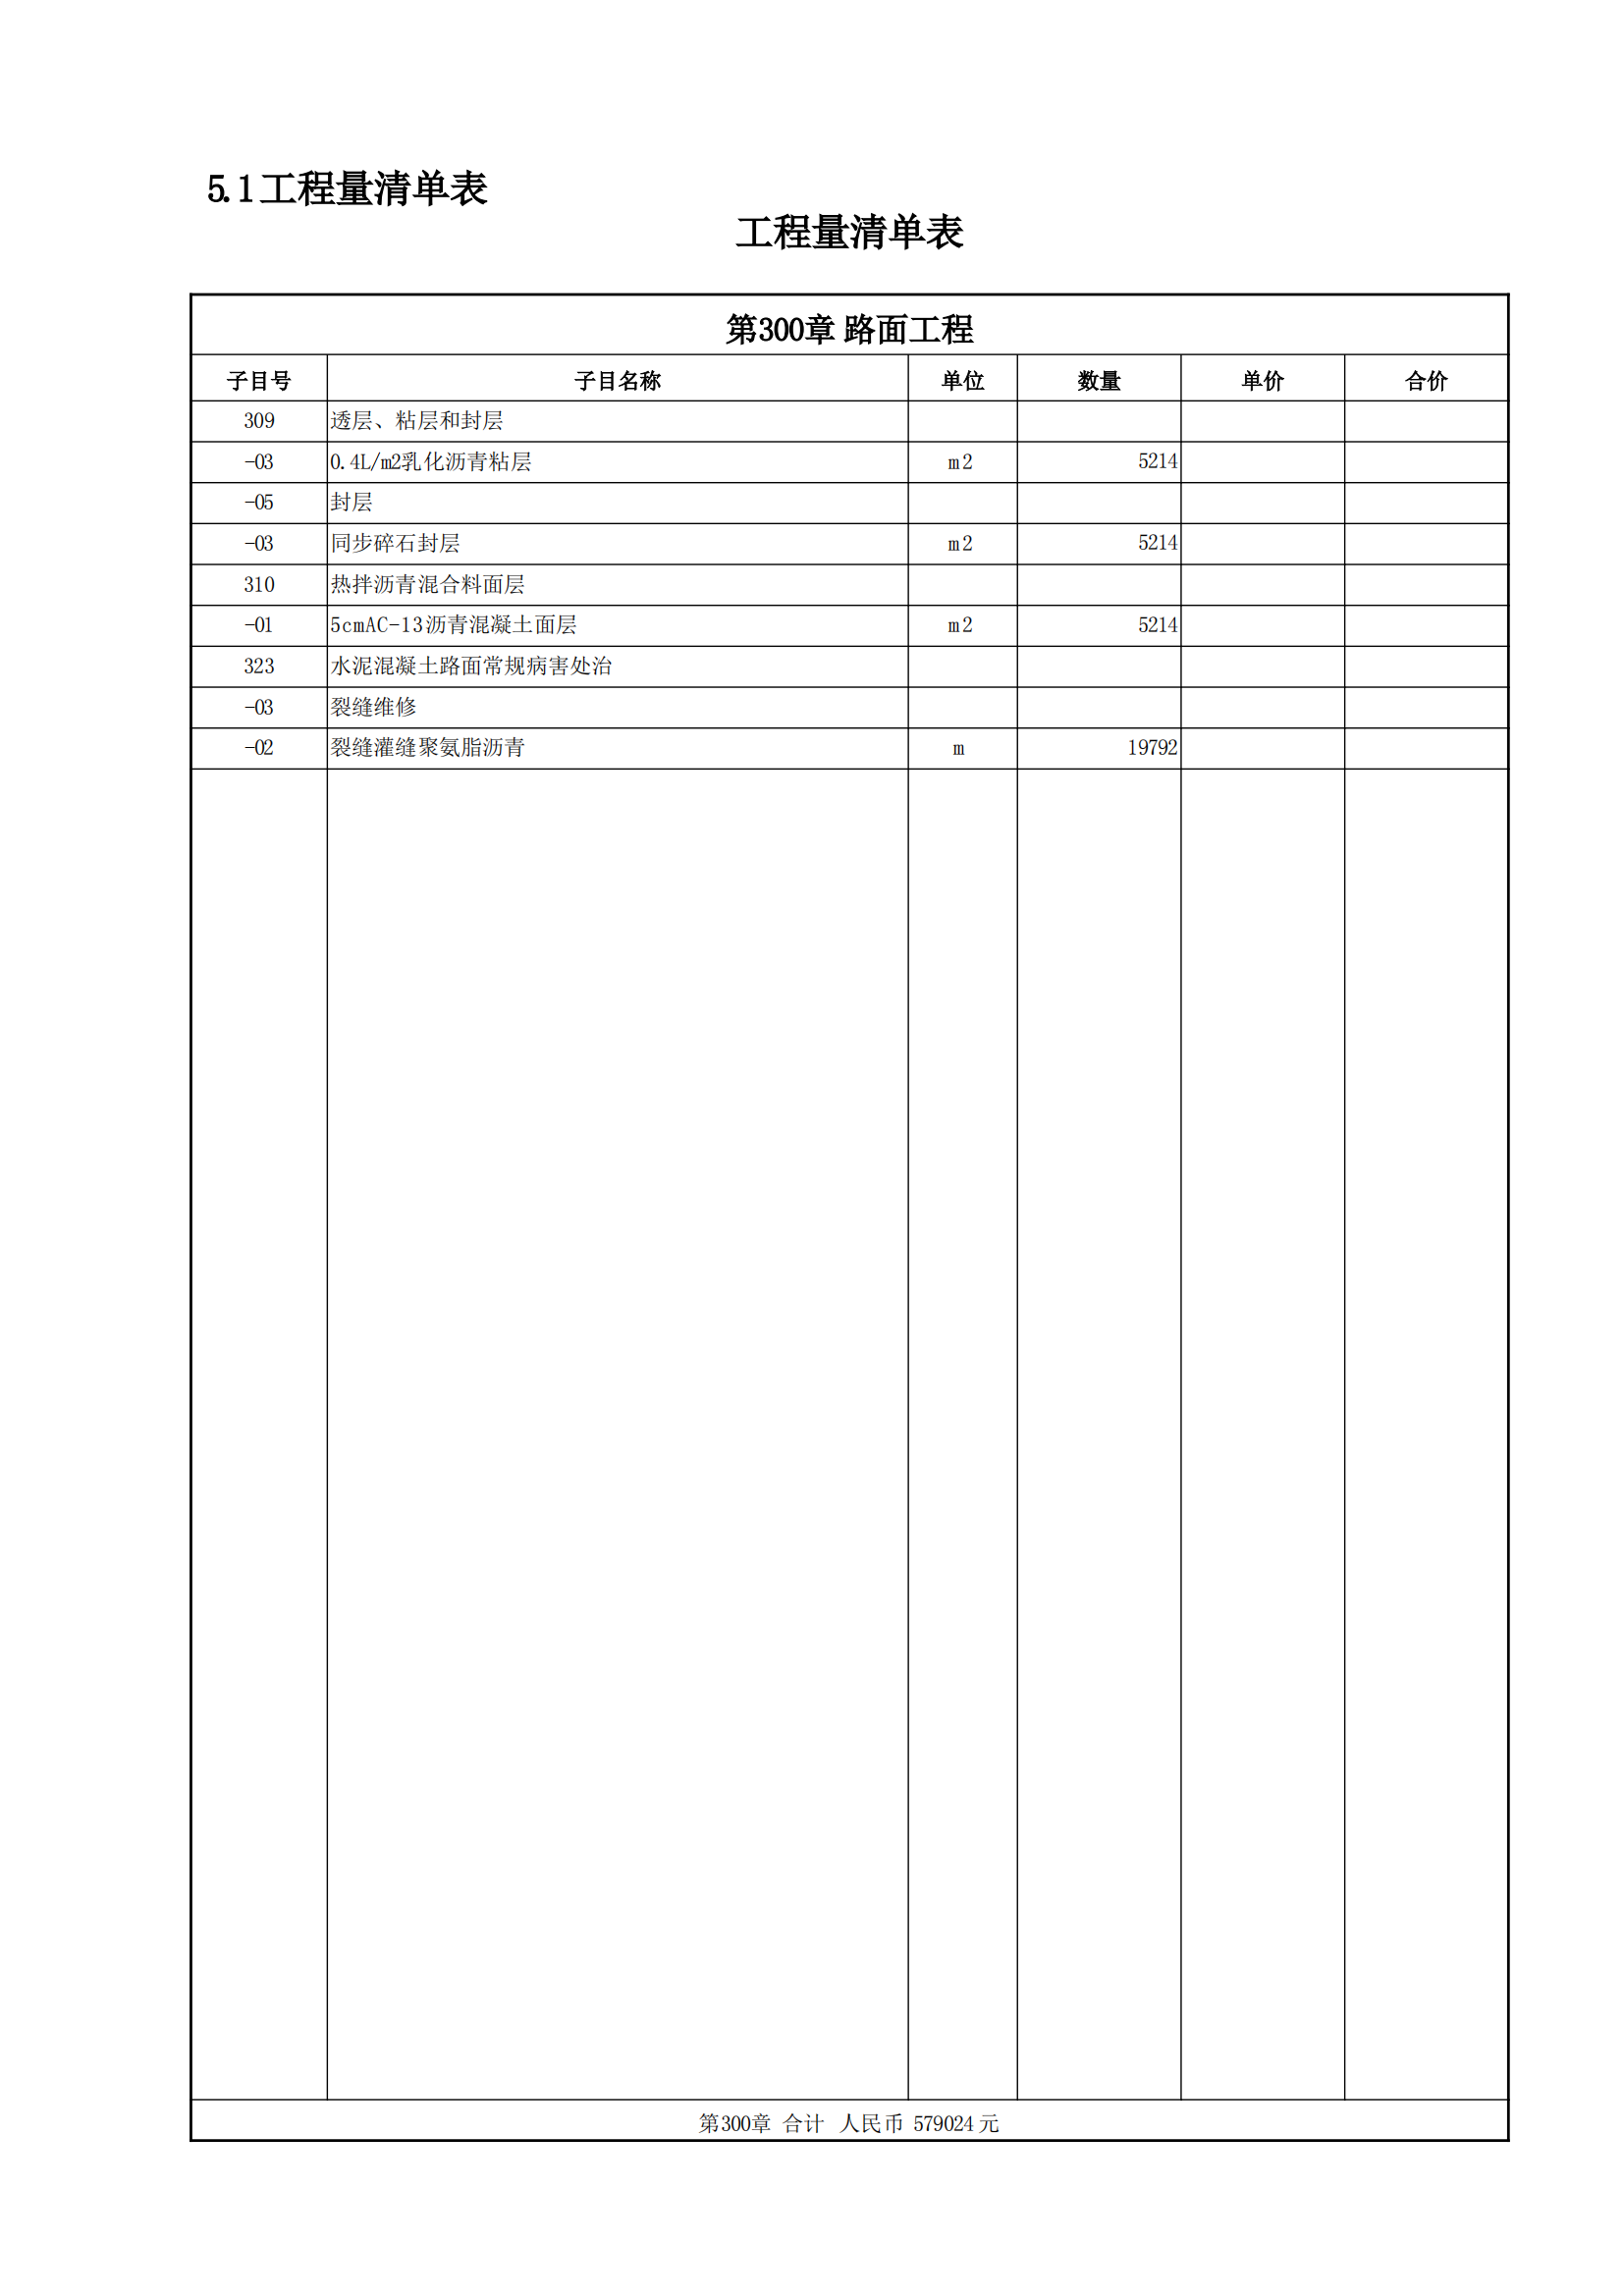 5.1工程量清单表
工程量清单表
第300章 路面工程
子目号 子目名称 单位 数量 单价 合价
309 透层、粘层和封层
-03 0.4L/m2乳化沥青粘层 m2 5214
-05 封层
-03 同步碎石封层 m2 5214
310 热拌沥青混合料面层
-01 5cmAC-13沥青混凝土面层 m2 5214
323 水泥混凝土路面常规病害处治
-03 裂缝维修
-02 裂缝灌缝聚氨脂沥青 m 19792
第300章 合计 人民币 579024 元